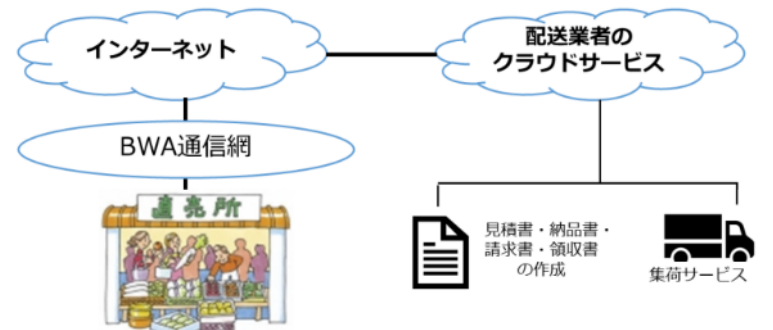 インターネット
配送業者の
クラウドサービス
BWA通信網
直売所
見積書・納品書・
請求書・領収書
の作成
集荷サービス